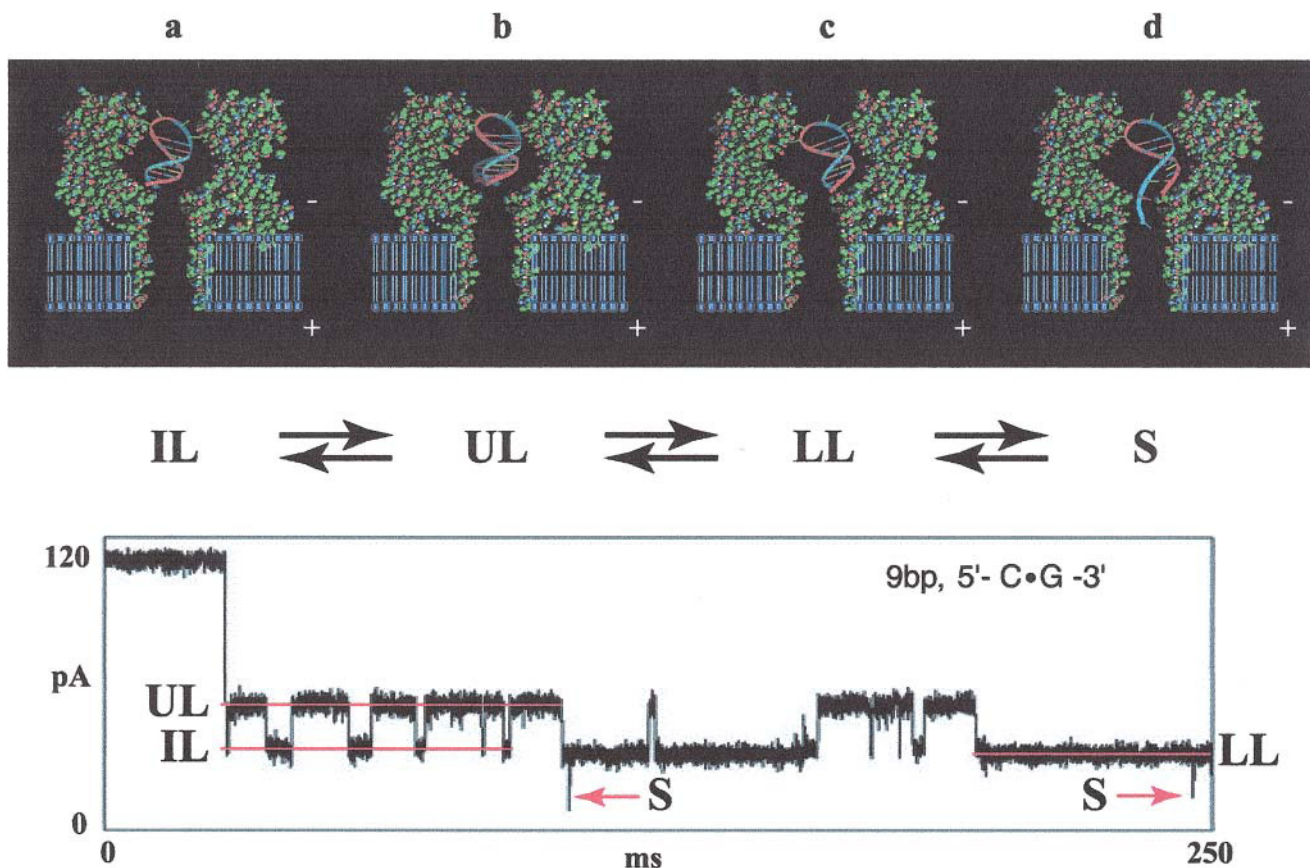 a b c d
- - - -
+ + + +
IL UL LL S
120
9bp, 5'- C•G -3'
pA
UL
IL
LL
S S
0
0 ms 250